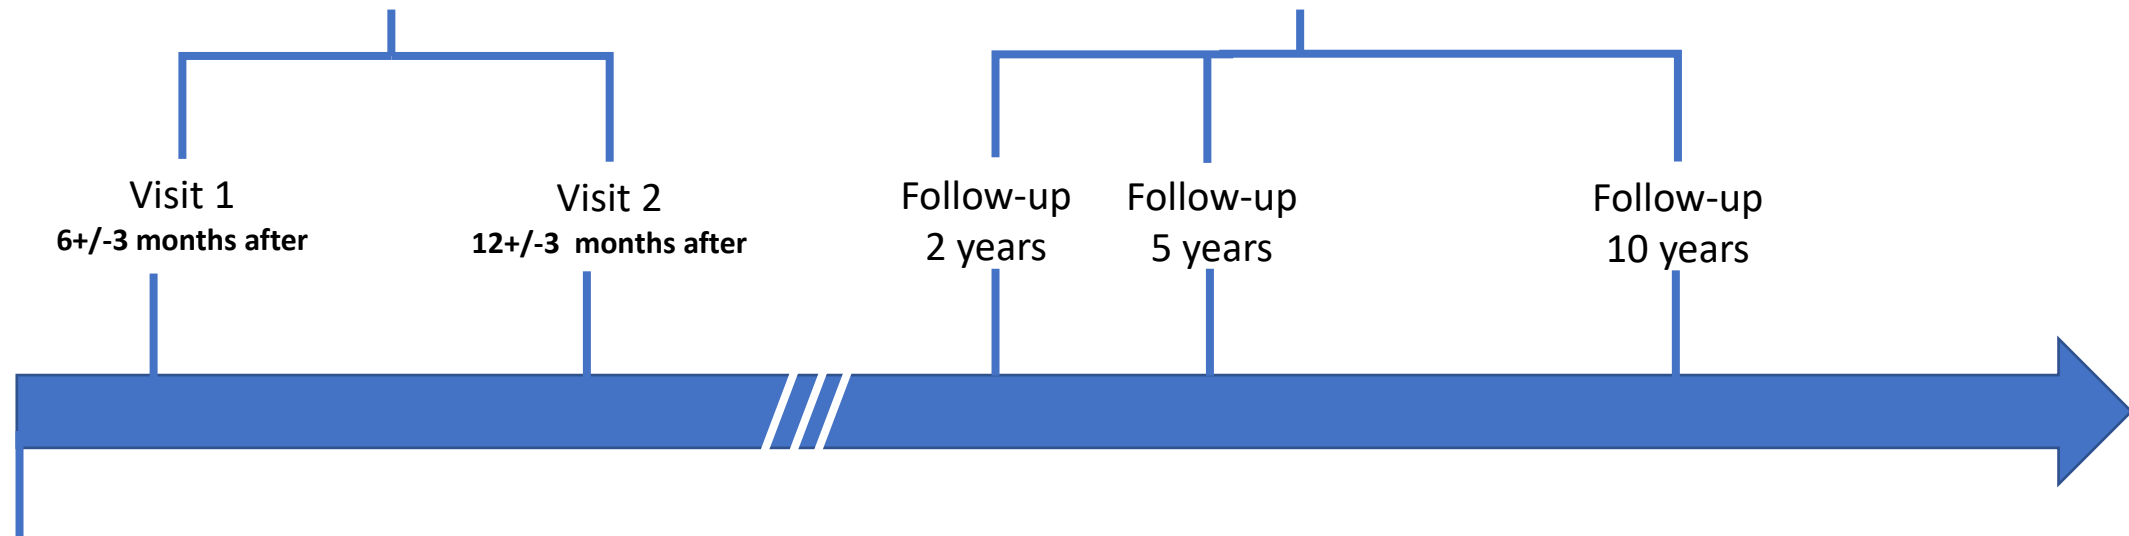 Visit 1
6+/-3 months after
Visit 2
12+/-3  months after
Follow-up
2 years
Follow-up
5 years
Follow-up
10 years